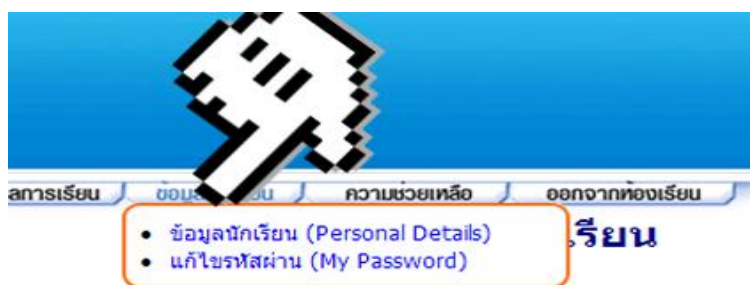 ลการเรียน ความช่วยเหลือ ออกจากห้องเรียน
• ข้อมูลนักเรียน (Personal Details)
• แก้ไขรหัสผ่าน (My Password)
เรียน